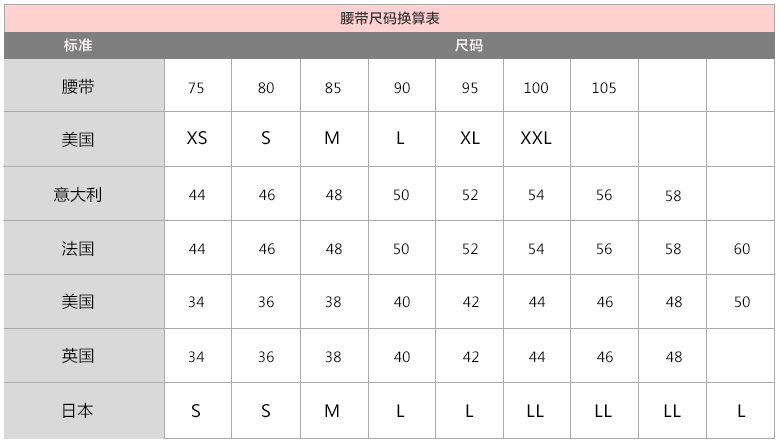 腰带尺码换算表
标准 尺码
腰带 75 80 85 90 95 100 105
美国 XS S M L XL XXL
意大利 44 46 48 50 52 54 56 58
法国 44 46 48 50 52 54 56 58 60
美国 34 36 38 40 42 44 46 48 50
英国 34 36 38 40 42 44 46 48
日本 S S M L L LL LL LL L